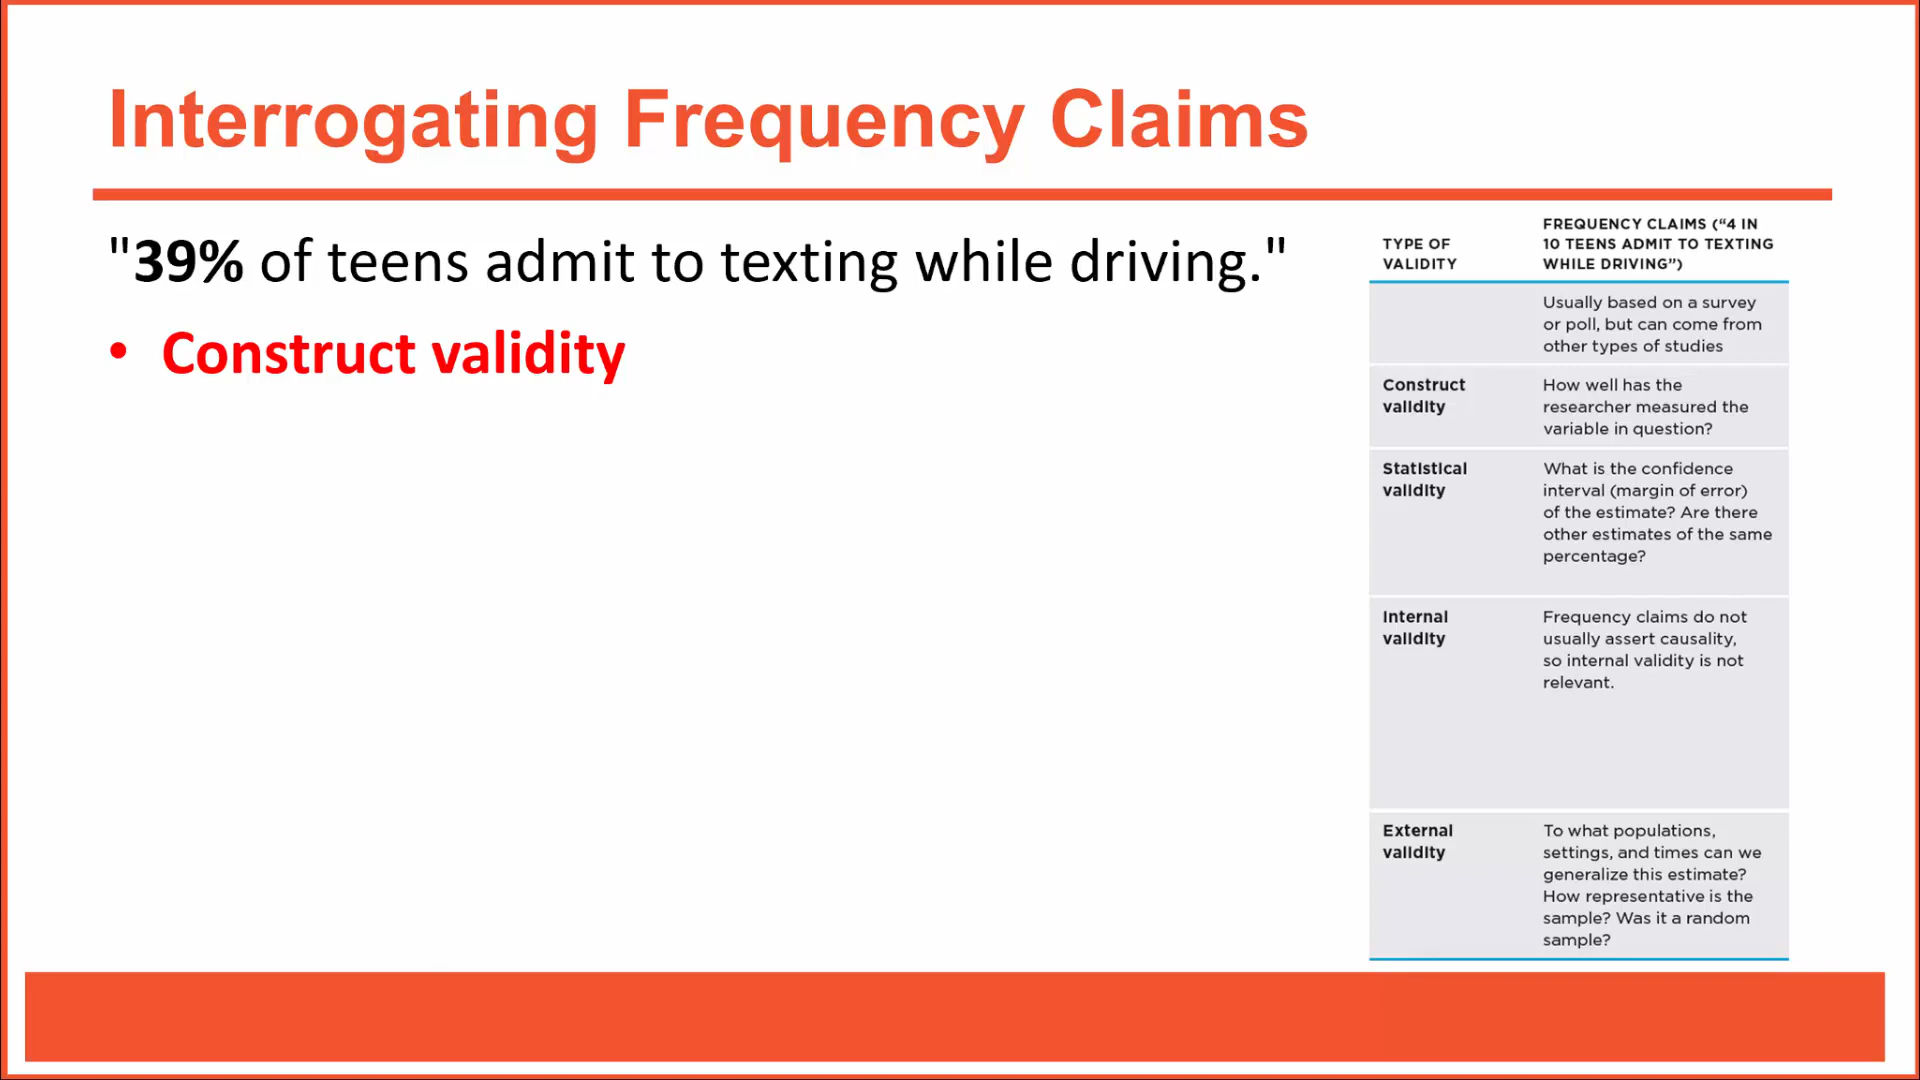 Interrogating Frequency Claims
"39% of teens admit to texting while driving."
• Construct validity
TYPE OF
VALIDITY
FREQUENCY CLAIMS (“4 IN
10 TEENS ADMIT TO TEXTING
WHILE DRIVING”)
Usually based on a survey
or poll, but can come from
other types of studies
Construct
validity
How well has the
researcher measured the
variable in question?
Statistical
validity
What is the confidence
interval (margin of error)
of the estimate? Are there
other estimates of the same
percentage?
Internal
validity
Frequency claims do not
usually assert causality,
so internal validity is not
relevant.
External
validity
To what populations,
settings, and times can we
generalize this estimate?
How representative is the
sample? Was it a random
sample?